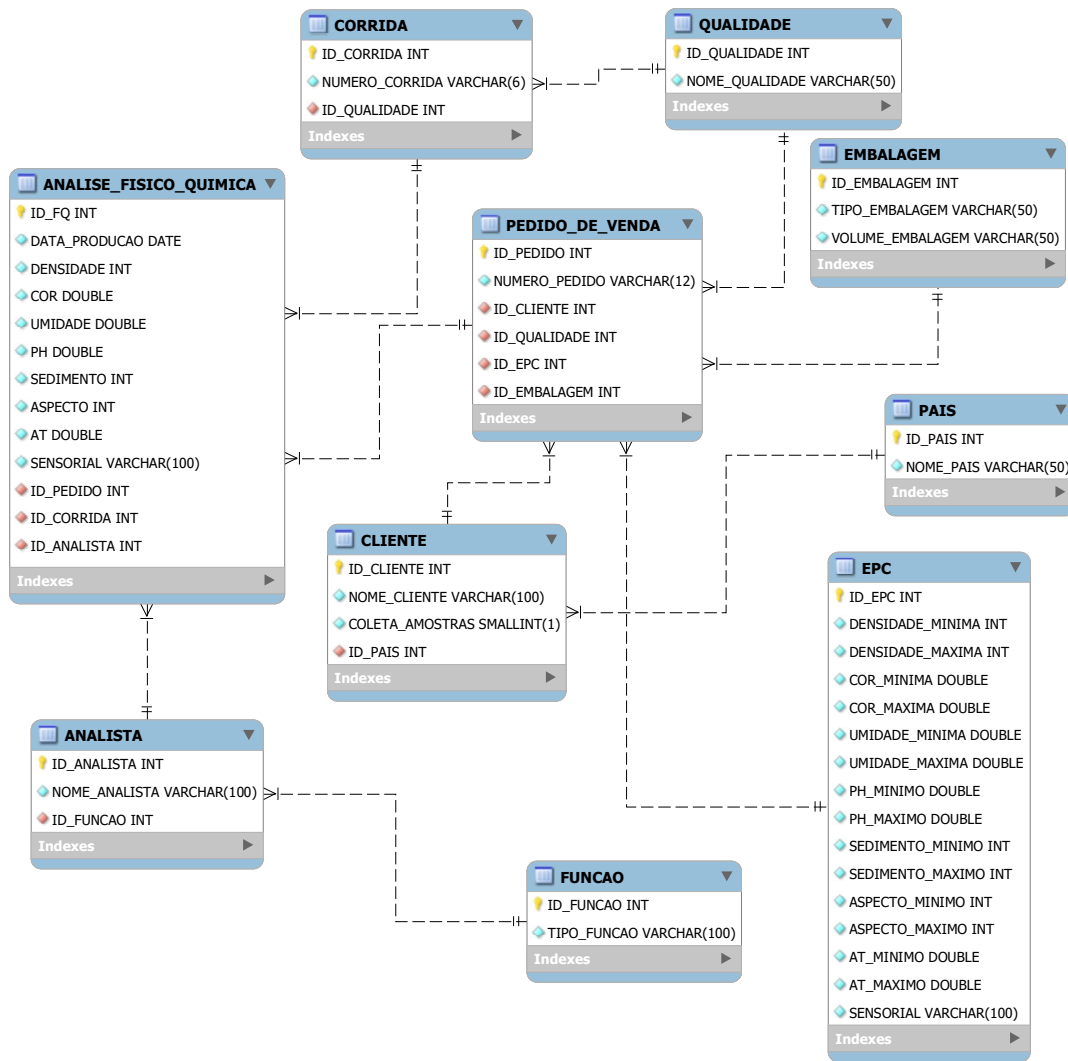 CORRIDA
ID_CORRIDA INT
NUMERO_CORRIDA VARCHAR(6)
ID_QUALIDADE INT
Indexes
QUALIDADE
ID_QUALIDADE INT
NOME_QUALIDADE VARCHAR(50)
Indexes
EMBALAGEM
ID_EMBALAGEM INT
TIPO_EMBALAGEM VARCHAR(50)
VOLUME_EMBALAGEM VARCHAR(50)
Indexes
ANALISE_FISICO_QUIMICA
ID_FQ INT
DATA_PRODUCAO DATE
DENSIDADE INT
COR DOUBLE
UMIDADE DOUBLE
PH DOUBLE
SEDIMENTO INT
ASPECTO INT
AT DOUBLE
SENSORIAL VARCHAR(100)
ID_PEDIDO INT
ID_CORRIDA INT
ID_ANALISTA INT
Indexes
PEDIDO_DE_VENDA
ID_PEDIDO INT
NUMERO_PEDIDO VARCHAR(12)
ID_CLIENTE INT
ID_QUALIDADE INT
ID_EPC INT
ID_EMBALAGEM INT
Indexes
PAIS
ID_PAIS INT
NOME_PAIS VARCHAR(50)
Indexes
CLIENTE
ID_CLIENTE INT
NOME_CLIENTE VARCHAR(100)
COLETA_AMOSTRAS SMALLINT(1)
ID_PAIS INT
Indexes
EPC
ID_EPC INT
DENSIDADE_MINIMA INT
DENSIDADE_MAXIMA INT
COR_MINIMA DOUBLE
COR_MAXIMA DOUBLE
UMIDADE_MINIMA DOUBLE
UMIDADE_MAXIMA DOUBLE
PH_MINIMO DOUBLE
PH_MAXIMO DOUBLE
SEDIMENTO_MINIMO INT
SEDIMENTO_MAXIMO INT
ASPECTO_MINIMO INT
ASPECTO_MAXIMO INT
AT_MINIMO DOUBLE
AT_MAXIMO DOUBLE
SENSORIAL VARCHAR(100)
Indexes
ANALISTA
ID_ANALISTA INT
NOME_ANALISTA VARCHAR(100)
ID_FUNCAO INT
Indexes
FUNCAO
ID_FUNCAO INT
TIPO_FUNCAO VARCHAR(100)
Indexes